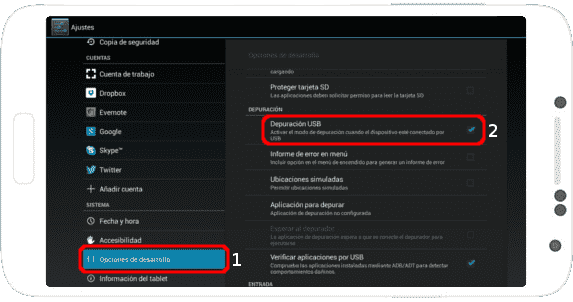 Ajustes
Copia de seguridad
CUENTAS
Cuenta de trabajo
Dropbox
Evernote
Google
Skype™
Twitter
Añadir cuenta
SISTEMA
Fecha y hora
Accesibilidad
Opciones de desarrollo
1
Información del tablet
Opciones de desarrollo
cargando
Proteger tarjeta SD
Las aplicaciones deben solicitar permiso para leer la tarjeta SD
DEPURACIÓN
Depuración USB
2
Activar el modo de depuración cuando el dispositivo esté conectado por
USB
Informe de error en menú
Incluir opción en el menú de encendido para generar un informe de error
Ubicaciones simuladas
Permitir ubicaciones simuladas
Aplicación para depurar
Aplicación de depuración no configurada
Esperar al depurador
La aplicación de depuración espera a que se conecte el depurador para
ejecutarse
Verificar aplicaciones por USB
Comprueba las aplicaciones instaladas mediante ADB/ADT para detectar
comportamientos dañinos.
ENTRADA